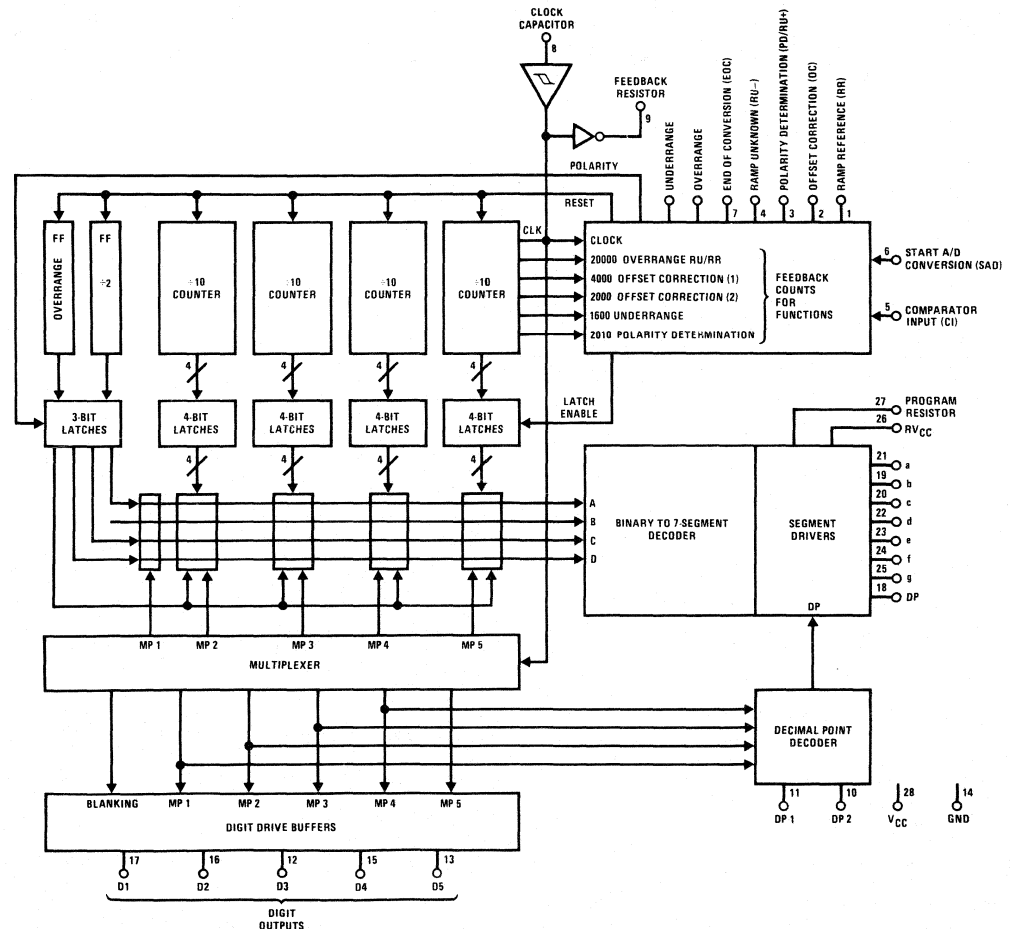 CLOCK
CAPACITOR
8
FEEDBACK
RESISTOR
9
UNDERRANGE
OVERRANGE
END OF CONVERSION (EOC)
RAMP UNKNOWN (RU−)
POLARITY DETERMINATION (PD/RU+)
OFFSET CORRECTION (OC)
RAMP REFERENCE (RR)
7
4
3
2
1
POLARITY
RESET
CLK
FF
OVERRANGE
FF
÷2
÷10
COUNTER
÷10
COUNTER
÷10
COUNTER
÷10
COUNTER
CLOCK
20000 OVERRANGE RU/RR
4000 OFFSET CORRECTION (1)
2000 OFFSET CORRECTION (2)
1600 UNDERRANGE
2010 POLARITY DETERMINATION
FEEDBACK
COUNTS
FOR
FUNCTIONS
6
START A/D
CONVERSION (SAD)
5
COMPARATOR
INPUT (CI)
4
4
4
4
LATCH
ENABLE
3-BIT
LATCHES
4-BIT
LATCHES
4-BIT
LATCHES
4-BIT
LATCHES
4-BIT
LATCHES
4
4
4
4
27
PROGRAM
RESISTOR
26
RVCC
A
B
C
D
BINARY TO 7-SEGMENT
DECODER
SEGMENT
DRIVERS
DP
21
a
19
b
20
c
22
d
23
e
24
f
25
g
18
DP
MP 1
MP 2
MP 3
MP 4
MP 5
MULTIPLEXER
DECIMAL POINT
DECODER
11
DP 1
10
DP 2
28
VCC
14
GND
BLANKING
MP 1
MP 2
MP 3
MP 4
MP 5
DIGIT DRIVE BUFFERS
17
16
12
15
13
D1
D2
D3
D4
D5
DIGIT
OUTPUTS